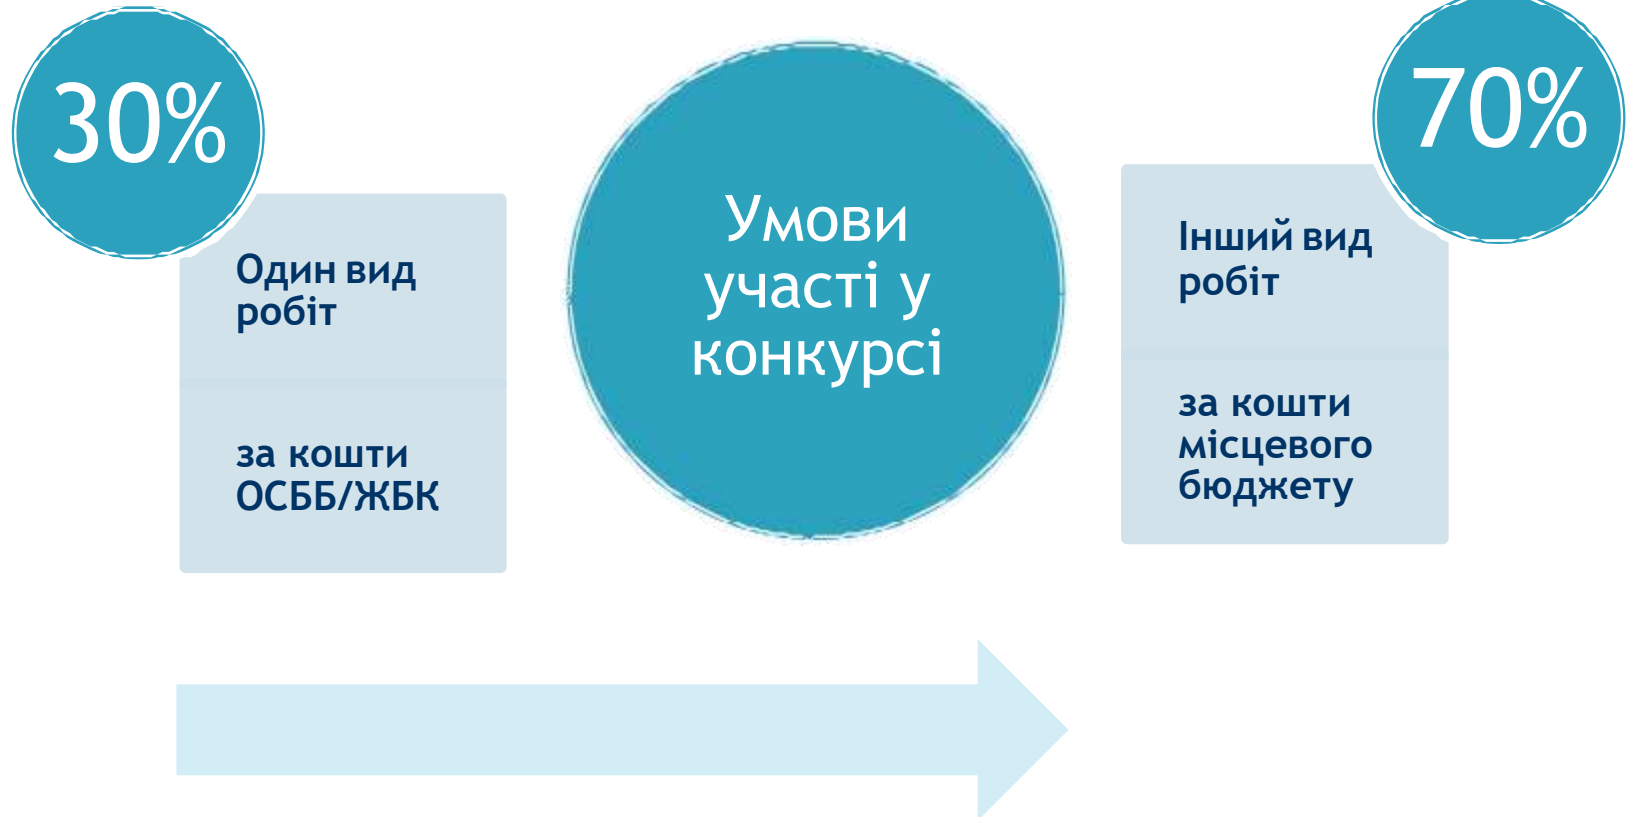 30%
Один вид
робіт
за кошти
ОСББ/ЖБК
Умови
участі у
конкурсі
70%
Інший вид
робіт
за кошти
місцевого
бюджету